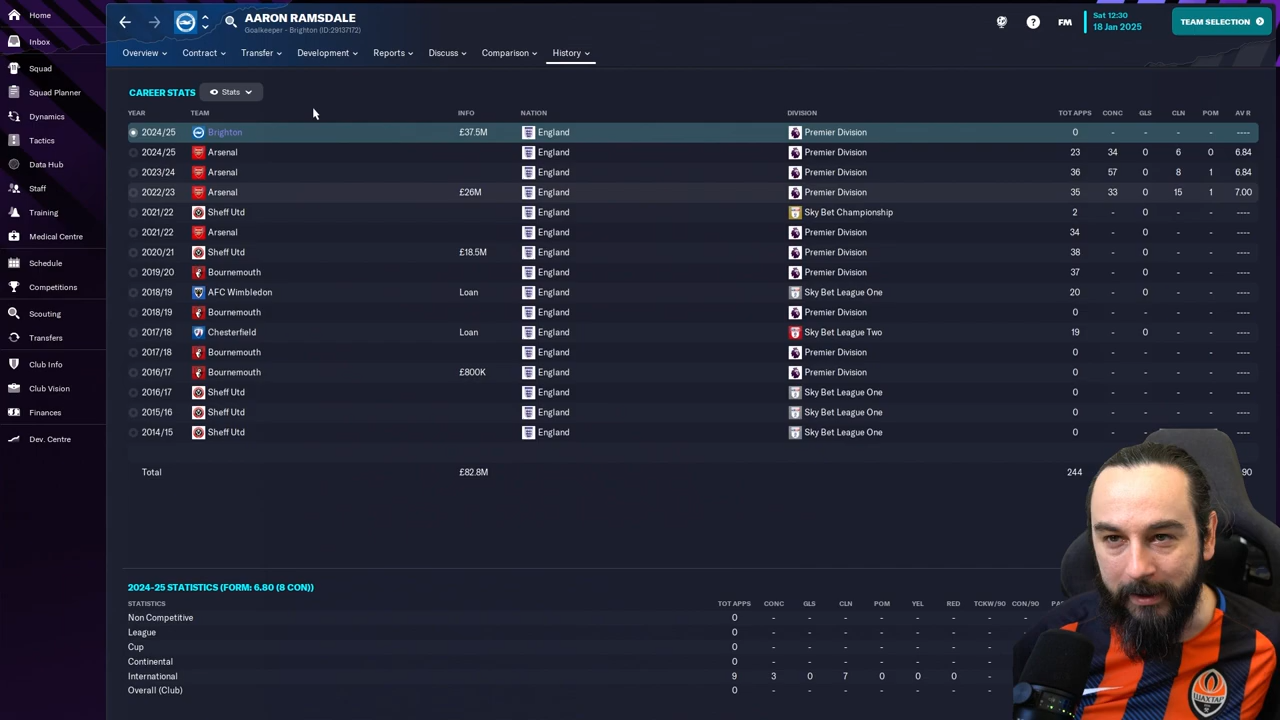 Home
Inbox
Squad
Squad Planner
Dynamics
Tactics
Data Hub
Staff
Training
Medical Centre
Schedule
Competitions
Scouting
Transfers
Club Info
Club Vision
Finances
Dev. Centre
AARON RAMSDALE
Goalkeeper - Brighton (ID:29137172)
FM
Sat 12:30
18 Jan 2025
TEAM SELECTION
Overview Contract Transfer Development Reports Discuss Comparison History
CAREER STATS Stats
YEAR TEAM INFO NATION DIVISION TOT APPS CONC GLS CLN POM AV R
2024/25 Brighton £37.5M England Premier Division 0 - - - - ----
2024/25 Arsenal England Premier Division 23 34 0 6 0 6.84
2023/24 Arsenal England Premier Division 36 57 0 8 1 6.84
2022/23 Arsenal £26M England Premier Division 35 33 0 15 1 7.00
2021/22 Sheff Utd England Sky Bet Championship 2 - 0 - - ----
2021/22 Arsenal England Premier Division 34 - 0 - - ----
2020/21 Sheff Utd £18.5M England Premier Division 38 - 0 - - ----
2019/20 Bournemouth England Premier Division 37 - 0 - - ----
2018/19 AFC Wimbledon Loan England Sky Bet League One 20 - 0 - - ----
2018/19 Bournemouth England Premier Division 0 - - - - ----
2017/18 Chesterfield Loan England Sky Bet League Two 19 - 0 - - ----
2017/18 Bournemouth England Premier Division 0 - - - - ----
2016/17 Bournemouth £800K England Premier Division 0 - - - - ----
2016/17 Sheff Utd England Sky Bet League One 0 - - - - ----
2015/16 Sheff Utd England Sky Bet League One 0 - - - - ----
2014/15 Sheff Utd England Sky Bet League One 0 - - - - ----
Total £82.8M 244 90
2024-25 STATISTICS (FORM: 6.80 (8 CON))
STATISTICS TOT APPS CONC GLS CLN POM YEL RED TCKW/90 CON/90
Non Competitive 0 - - - - - - - -
League 0 - - - - - - - -
Cup 0 - - - - - - - -
Continental 0 - - - - - - -
International 9 3 0 7 0 0 0 -
Overall (Club) 0 - - - - - - -
ШАХТАР